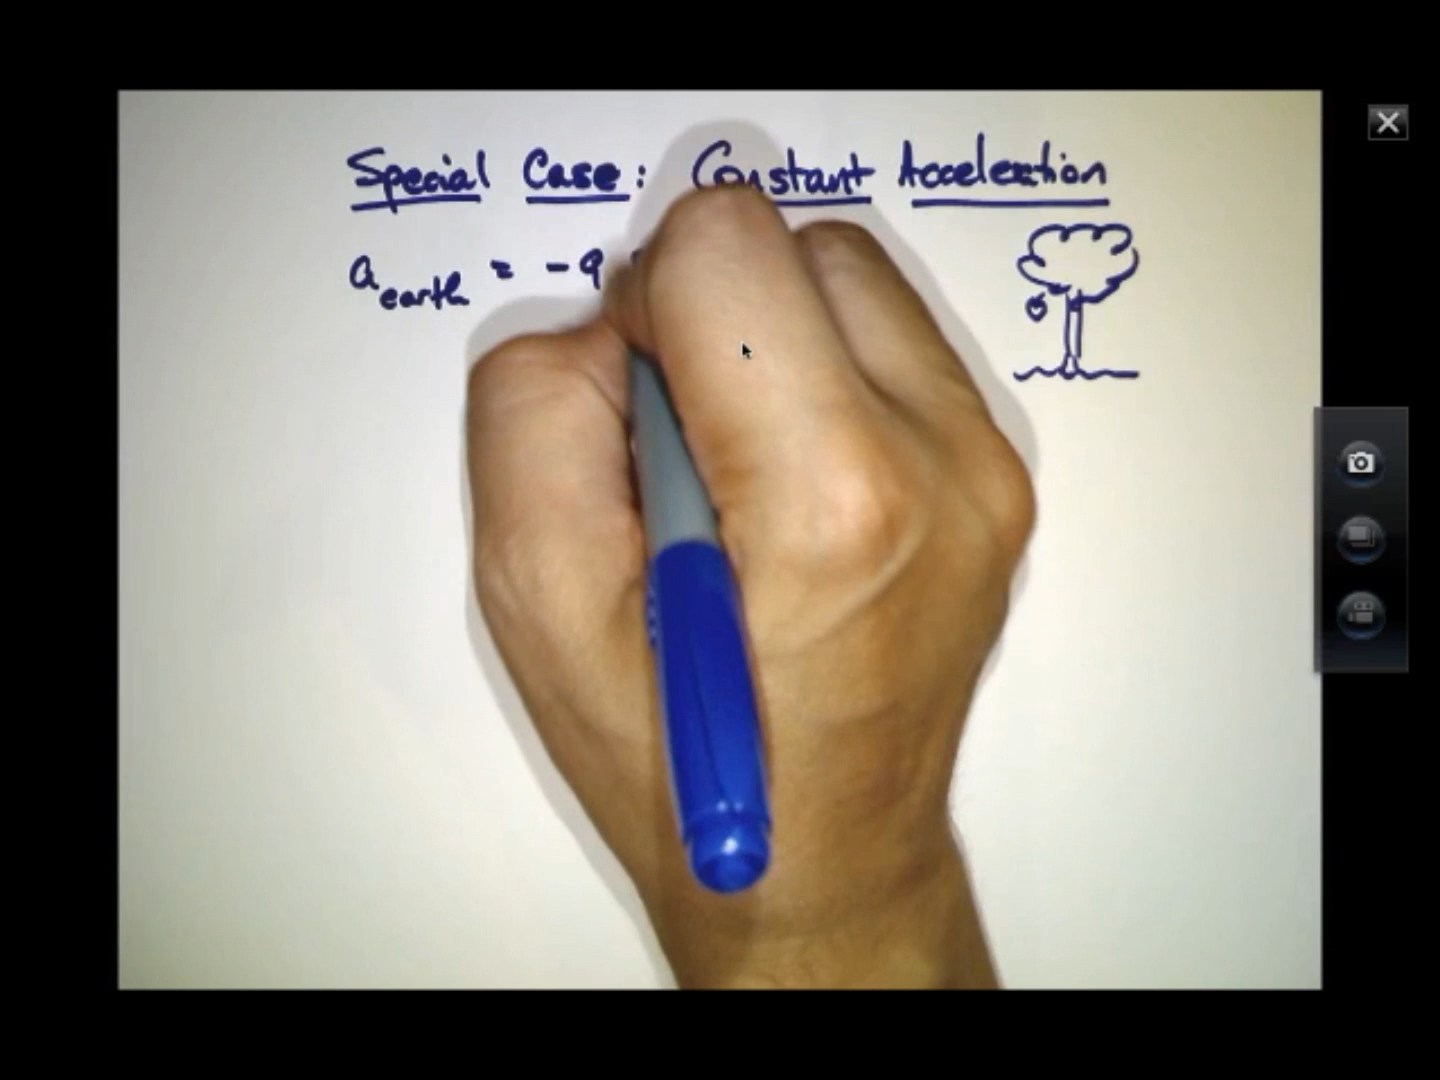 Special Case: Constant Acceleration
a earth = -9